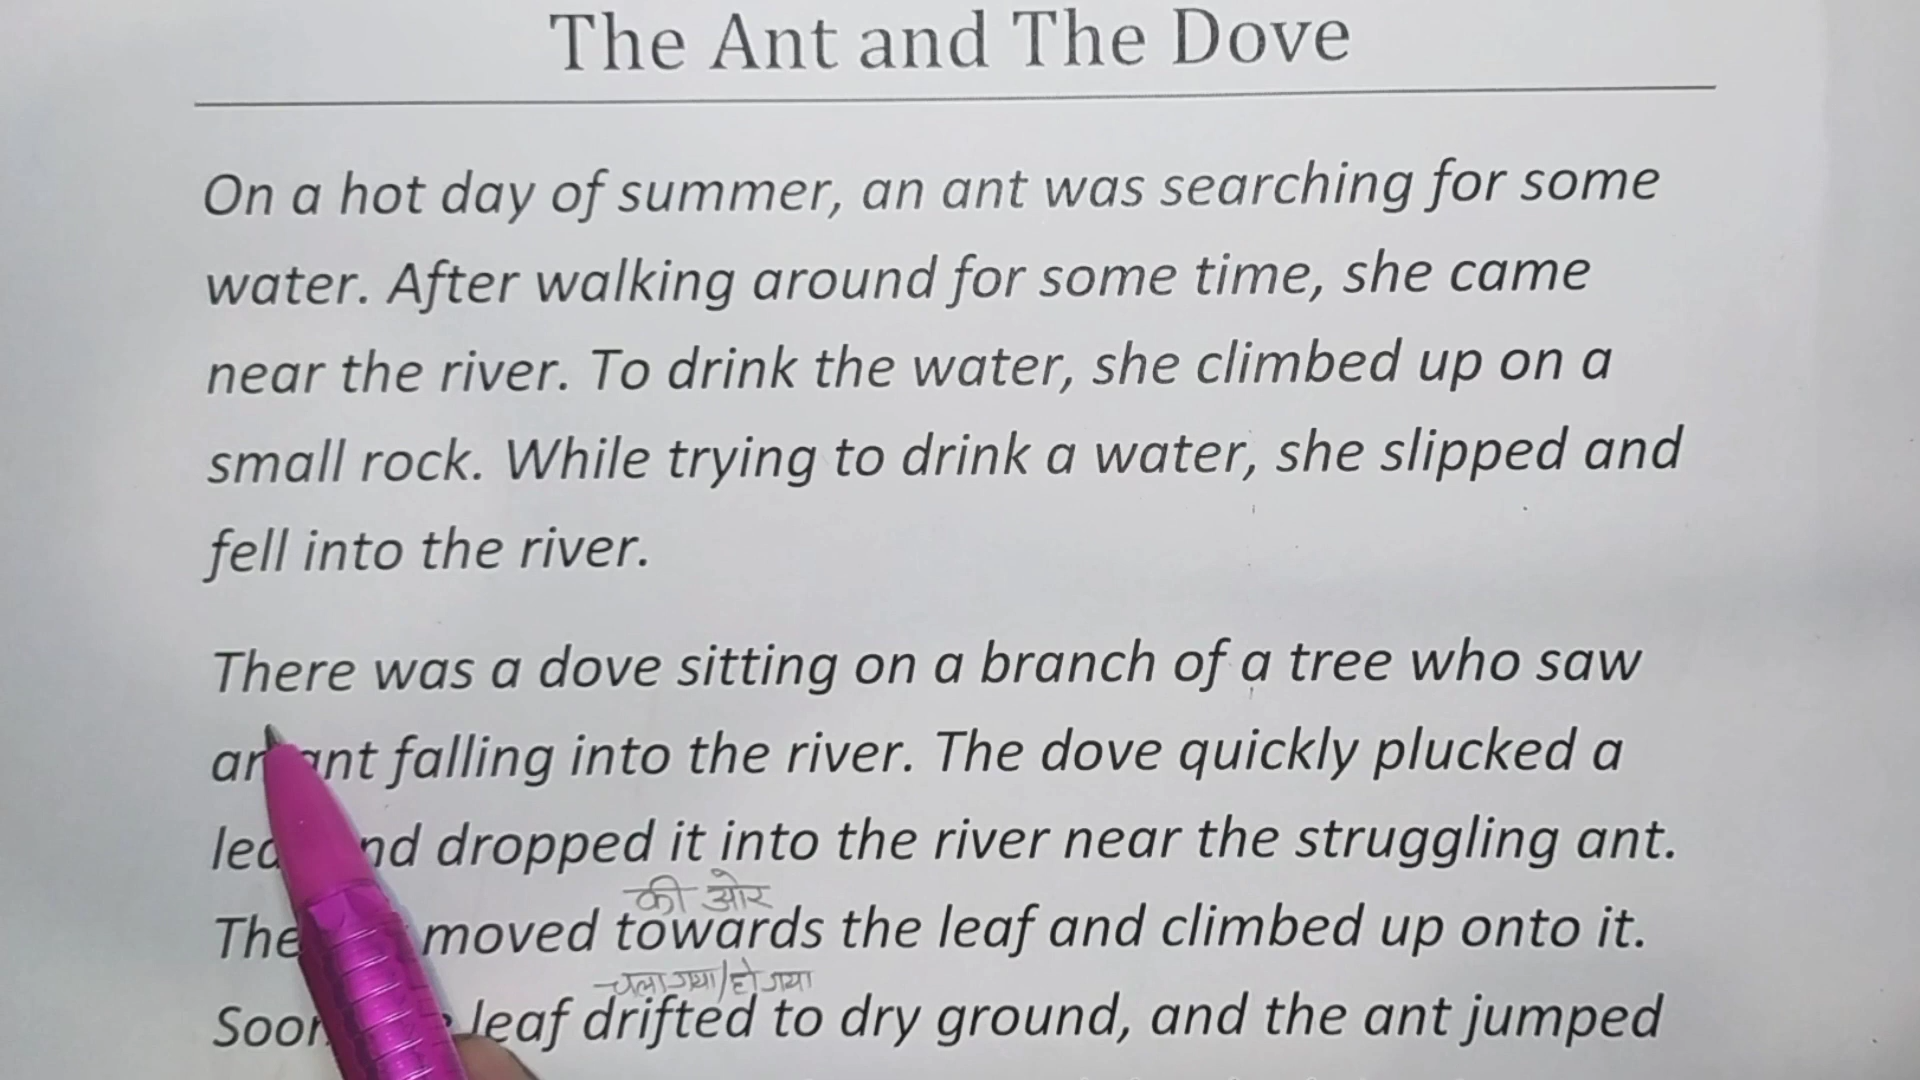 The Ant and The Dove
On a hot day of summer, an ant was searching for some
water. After walking around for some time, she came
near the river. To drink the water, she climbed up on a
small rock. While trying to drink a water, she slipped and
fell into the river.
There was a dove sitting on a branch of a tree who saw
ant falling into the river. The dove quickly plucked a
dropped it into the river near the struggling ant.
की ओर
moved towards the leaf and climbed up onto it.
चला गया/हो गया
leaf drifted to dry ground, and the ant jumped